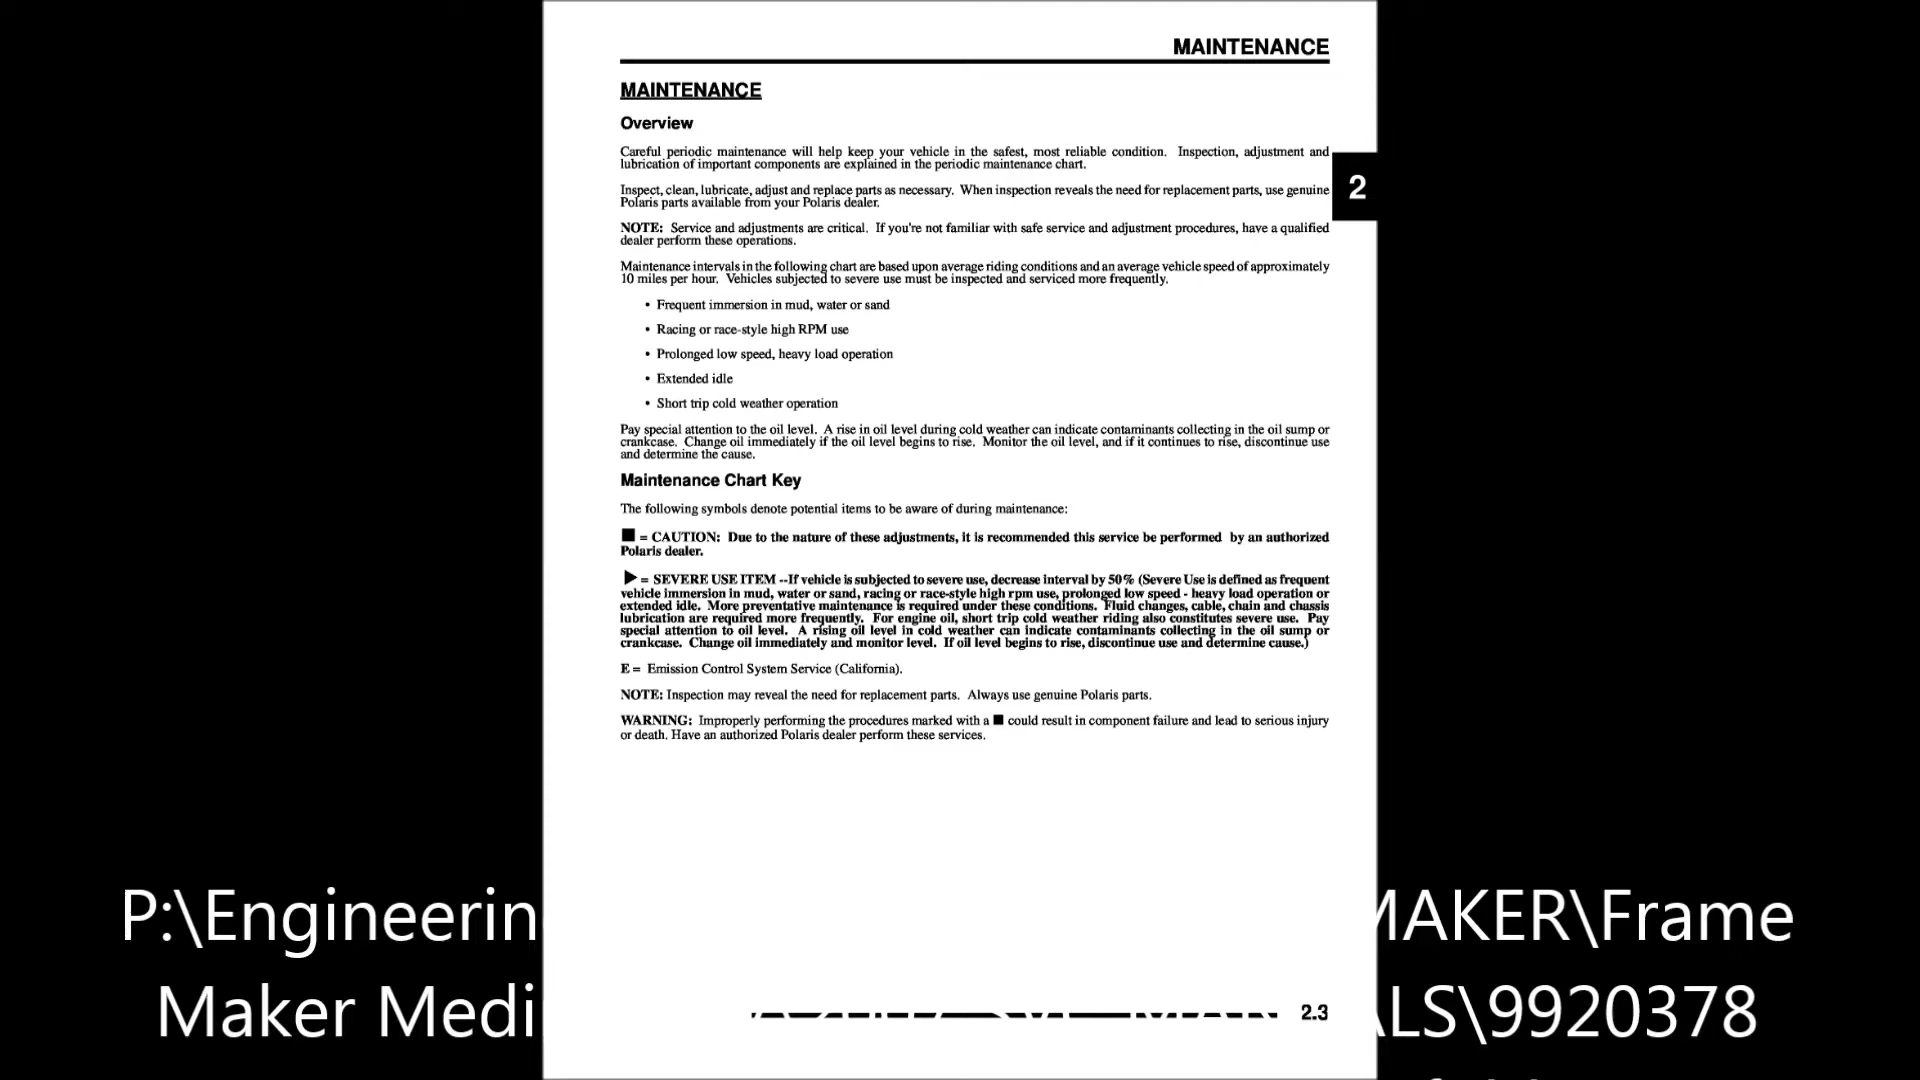 MAINTENANCE
MAINTENANCE
Overview
Careful periodic maintenance will help keep your vehicle in the safest, most reliable condition. Inspection, adjustment and
lubrication of important components are explained in the periodic maintenance chart.
Inspect, clean, lubricate, adjust and replace parts as necessary. When inspection reveals the need for replacement parts, use genuine
Polaris parts available from your Polaris dealer.
2
NOTE: Service and adjustments are critical. If you're not familiar with safe service and adjustment procedures, have a qualified
dealer perform these operations.
Maintenance intervals in the following chart are based upon average riding conditions and an average vehicle speed of approximately
10 miles per hour. Vehicles subjected to severe use must be inspected and serviced more frequently.
• Frequent immersion in mud, water or sand
• Racing or race-style high RPM use
• Prolonged low speed, heavy load operation
• Extended idle
• Short trip cold weather operation
Pay special attention to the oil level. A rise in oil level during cold weather can indicate contaminants collecting in the oil sump or
crankcase. Change oil immediately if the oil level begins to rise. Monitor the oil level, and if it continues to rise, discontinue use
and determine the cause.
Maintenance Chart Key
The following symbols denote potential items to be aware of during maintenance:
■ = CAUTION: Due to the nature of these adjustments, it is recommended this service be performed by an authorized
Polaris dealer.
▶ = SEVERE USE ITEM --If vehicle is subjected to severe use, decrease interval by 50% (Severe Use is defined as frequent
vehicle immersion in mud, water or sand, racing or race-style high rpm use, prolonged low speed - heavy load operation or
extended idle. More preventative maintenance is required under these conditions. Fluid changes, cable, chain and chassis
lubrication are required more frequently. For engine oil, short trip cold weather riding also constitutes severe use. Pay
special attention to oil level. A rising oil level in cold weather can indicate contaminants collecting in the oil sump or
crankcase. Change oil immediately and monitor level. If oil level begins to rise, discontinue use and determine cause.)
E = Emission Control System Service (California).
NOTE: Inspection may reveal the need for replacement parts. Always use genuine Polaris parts.
WARNING: Improperly performing the procedures marked with a ■ could result in component failure and lead to serious injury
or death. Have an authorized Polaris dealer perform these services.
P:\Engineerin MAKER\Frame
Maker Medi ALS\9920378
2.3